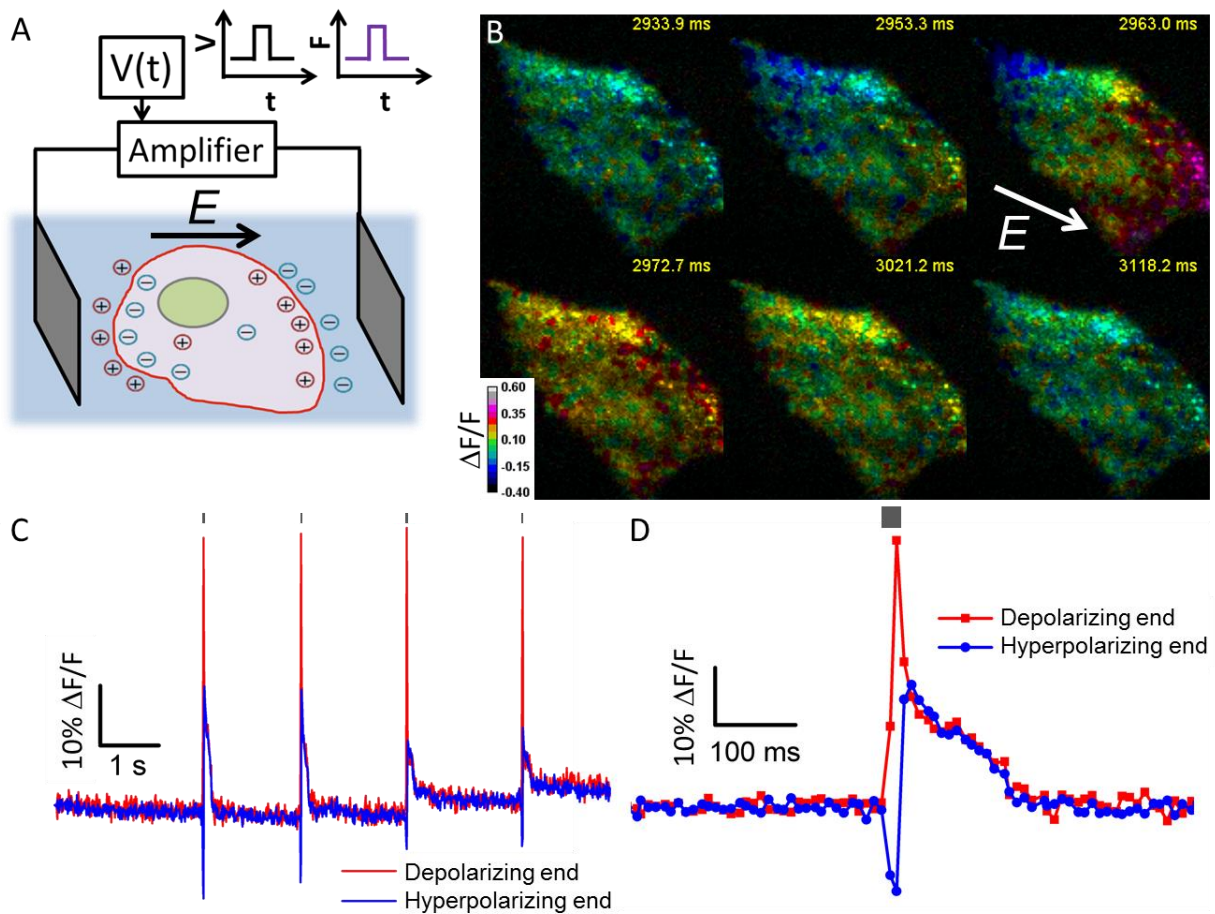 A
V(t)
V
t
F
t
Amplifier
E
+
−
B
2933.9 ms
2953.3 ms
2963.0 ms
E
2972.7 ms
3021.2 ms
3118.2 ms
ΔF/F
0.60
0.35
0.10
-0.15
-0.40
C
10% ΔF/F
1 s
Depolarizing end
Hyperpolarizing end
D
10% ΔF/F
100 ms
Depolarizing end
Hyperpolarizing end